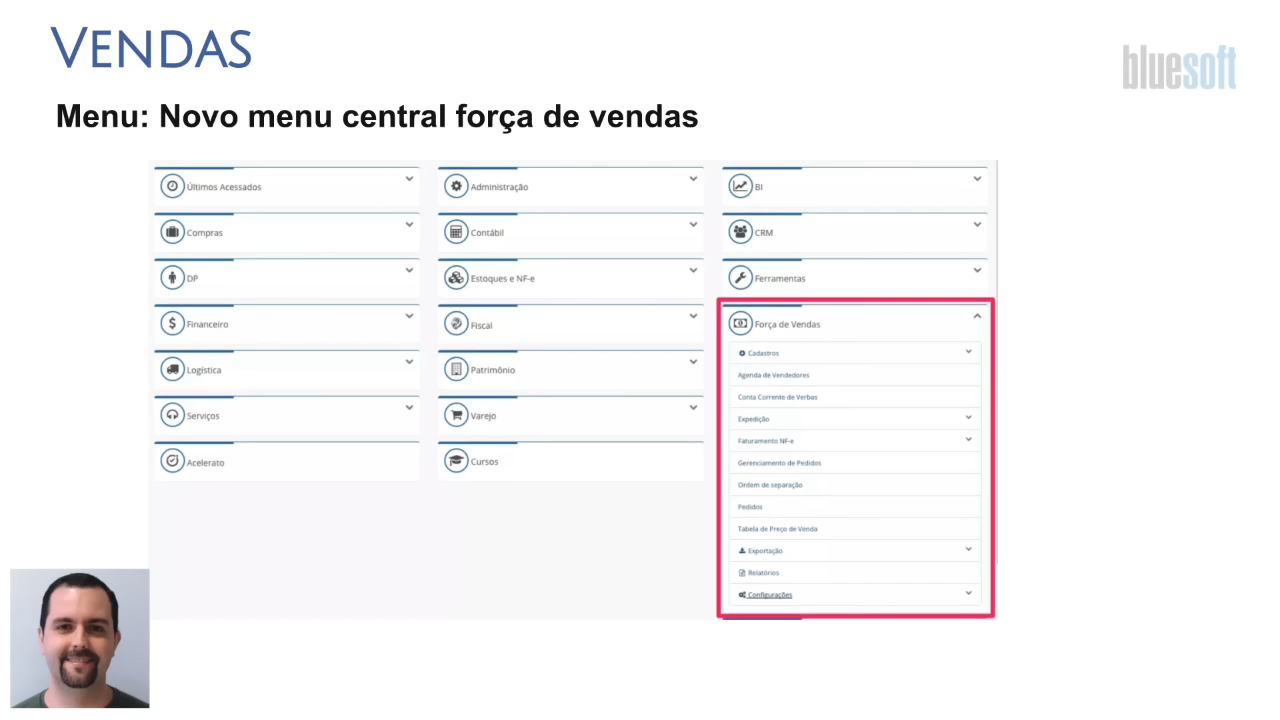 VENDAS
bluesoft
Menu: Novo menu central força de vendas
Últimos Acessados
Administração
BI
Compras
Contábil
CRM
DP
Estoques e NF-e
Ferramentas
Financeiro
Fiscal
Força de Vendas
Cadastros
Agenda de Vendedores
Conta Corrente de Verbas
Expedição
Faturamento NF-e
Gerenciamento de Pedidos
Ordem de separação
Pedidos
Tabela de Preço de Venda
Exportação
Relatórios
Configurações
Logística
Patrimônio
Serviços
Varejo
Acelerato
Cursos